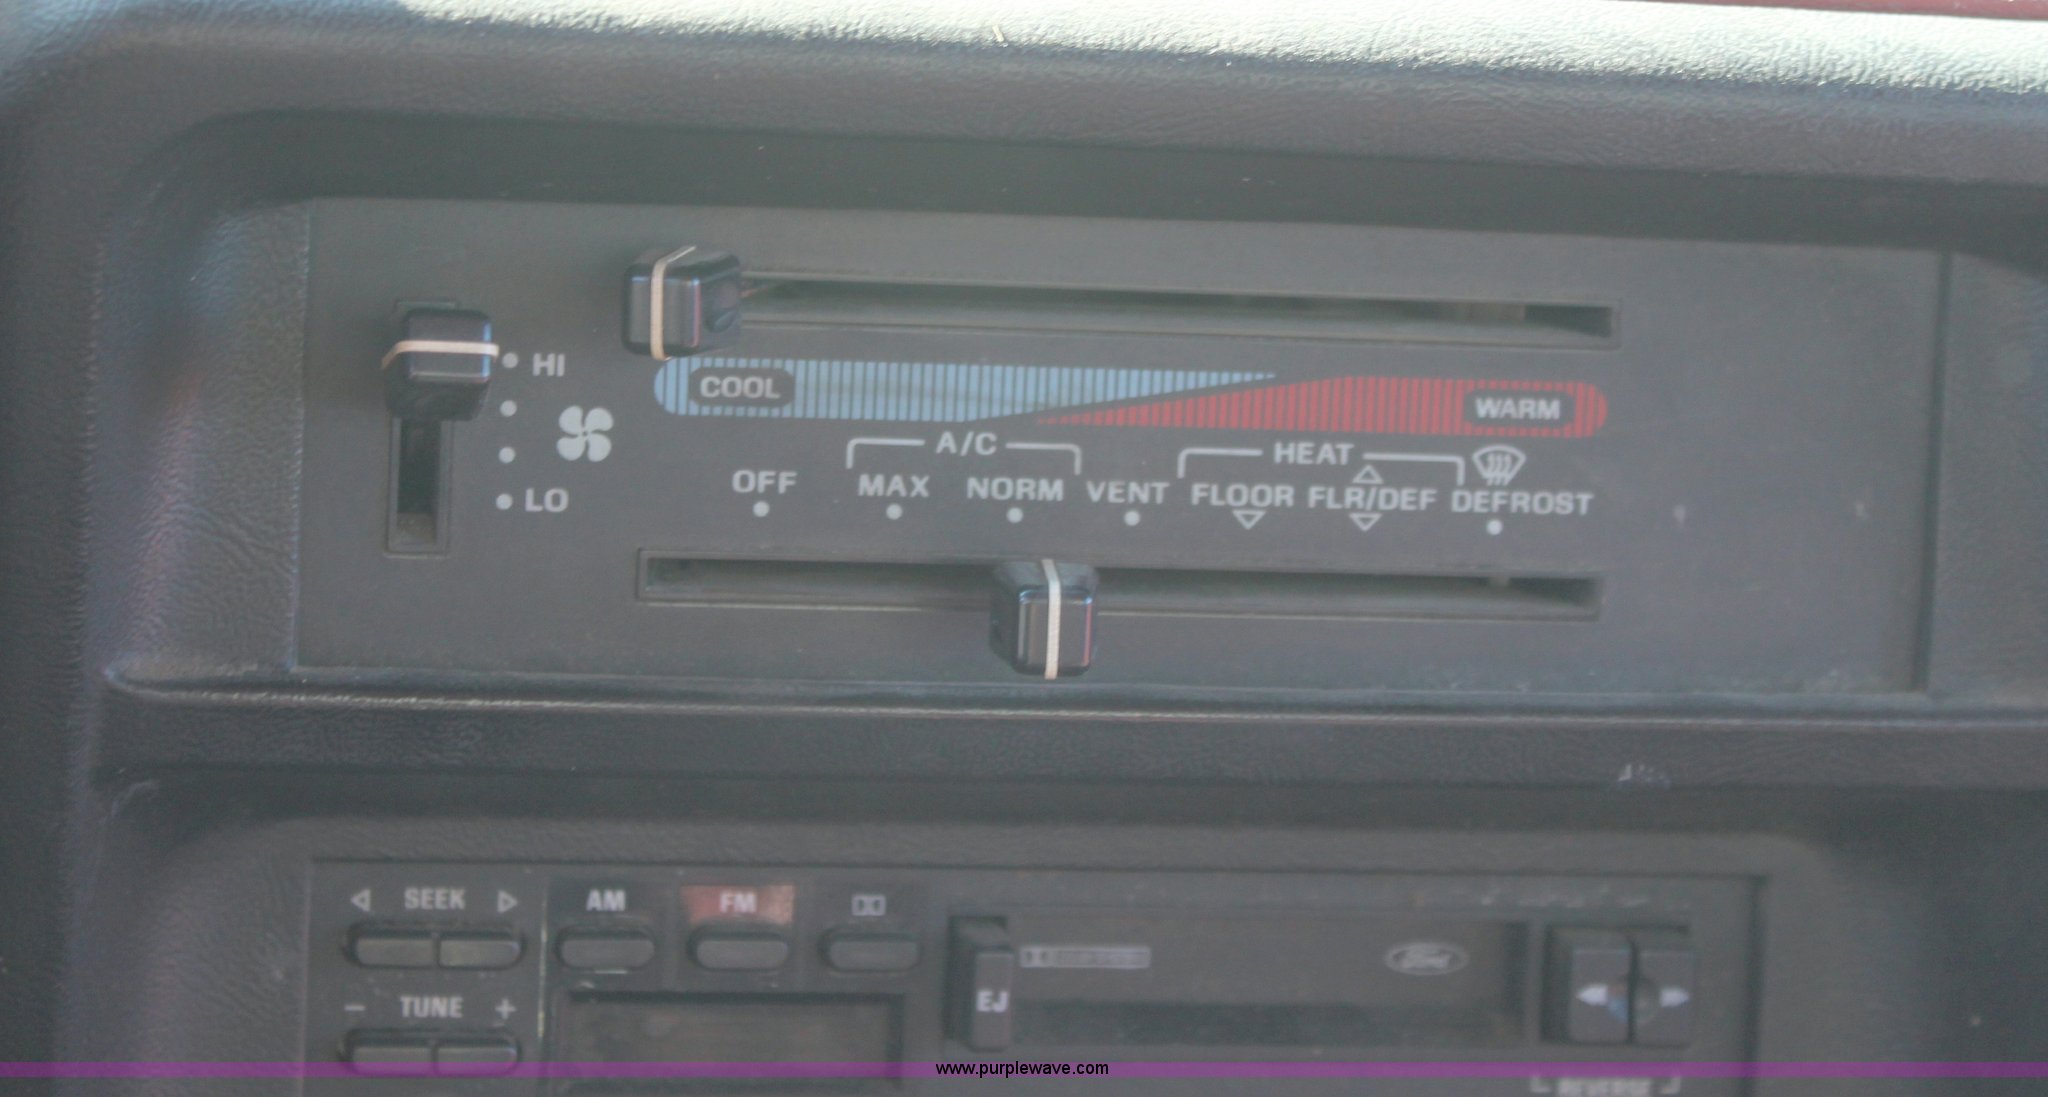 HI
COOL
WARM
A/C
HEAT
OFF MAX NORM VENT FLOOR FLR/DEF DEFROST
LO
SEEK AM FM
Ford
EJ
- TUNE +
www.purplewave.com